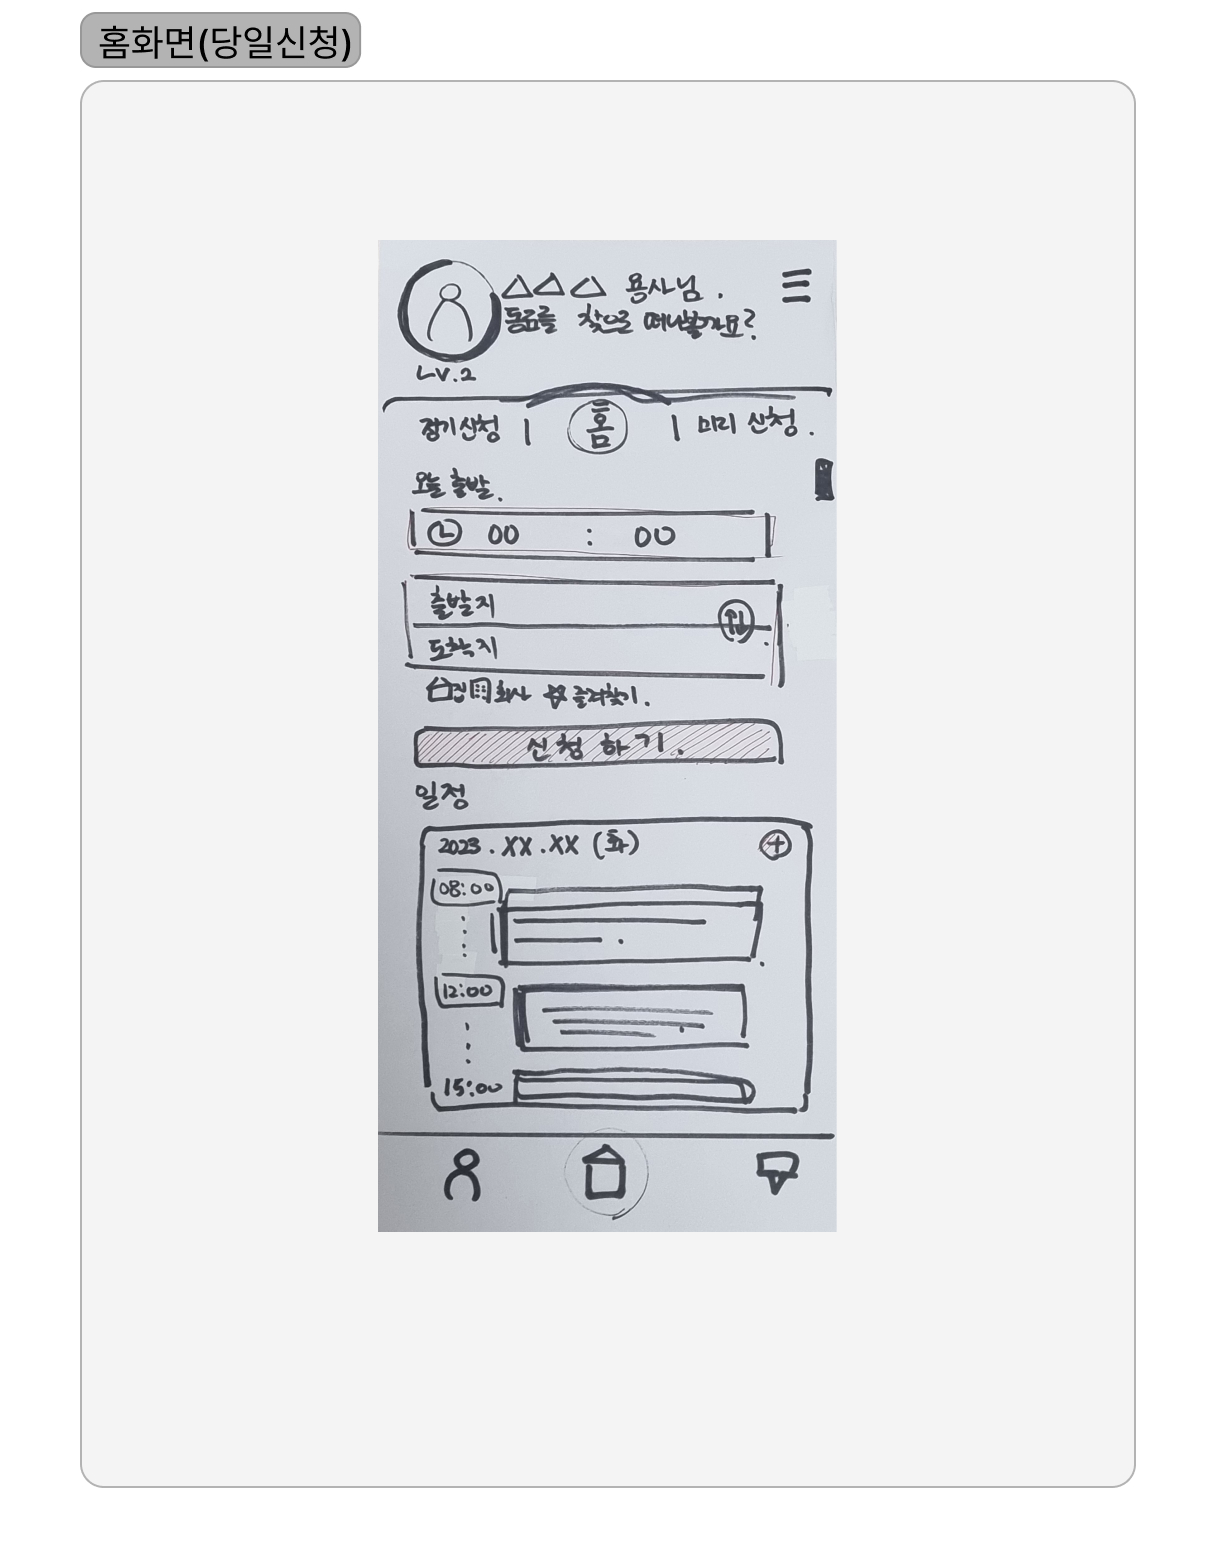 홈화면(당일신청)
△△△ 용사님.
동료를 찾으러 떠나볼까요?
LV.2
정기신청 | 홈 | 미리 신청.
오늘 출발.
00 : 00
출발지
도착지
집 회사 즐겨찾기.
신청하기.
일정
2023.XX.XX (화)
08:00
12:00
15:00